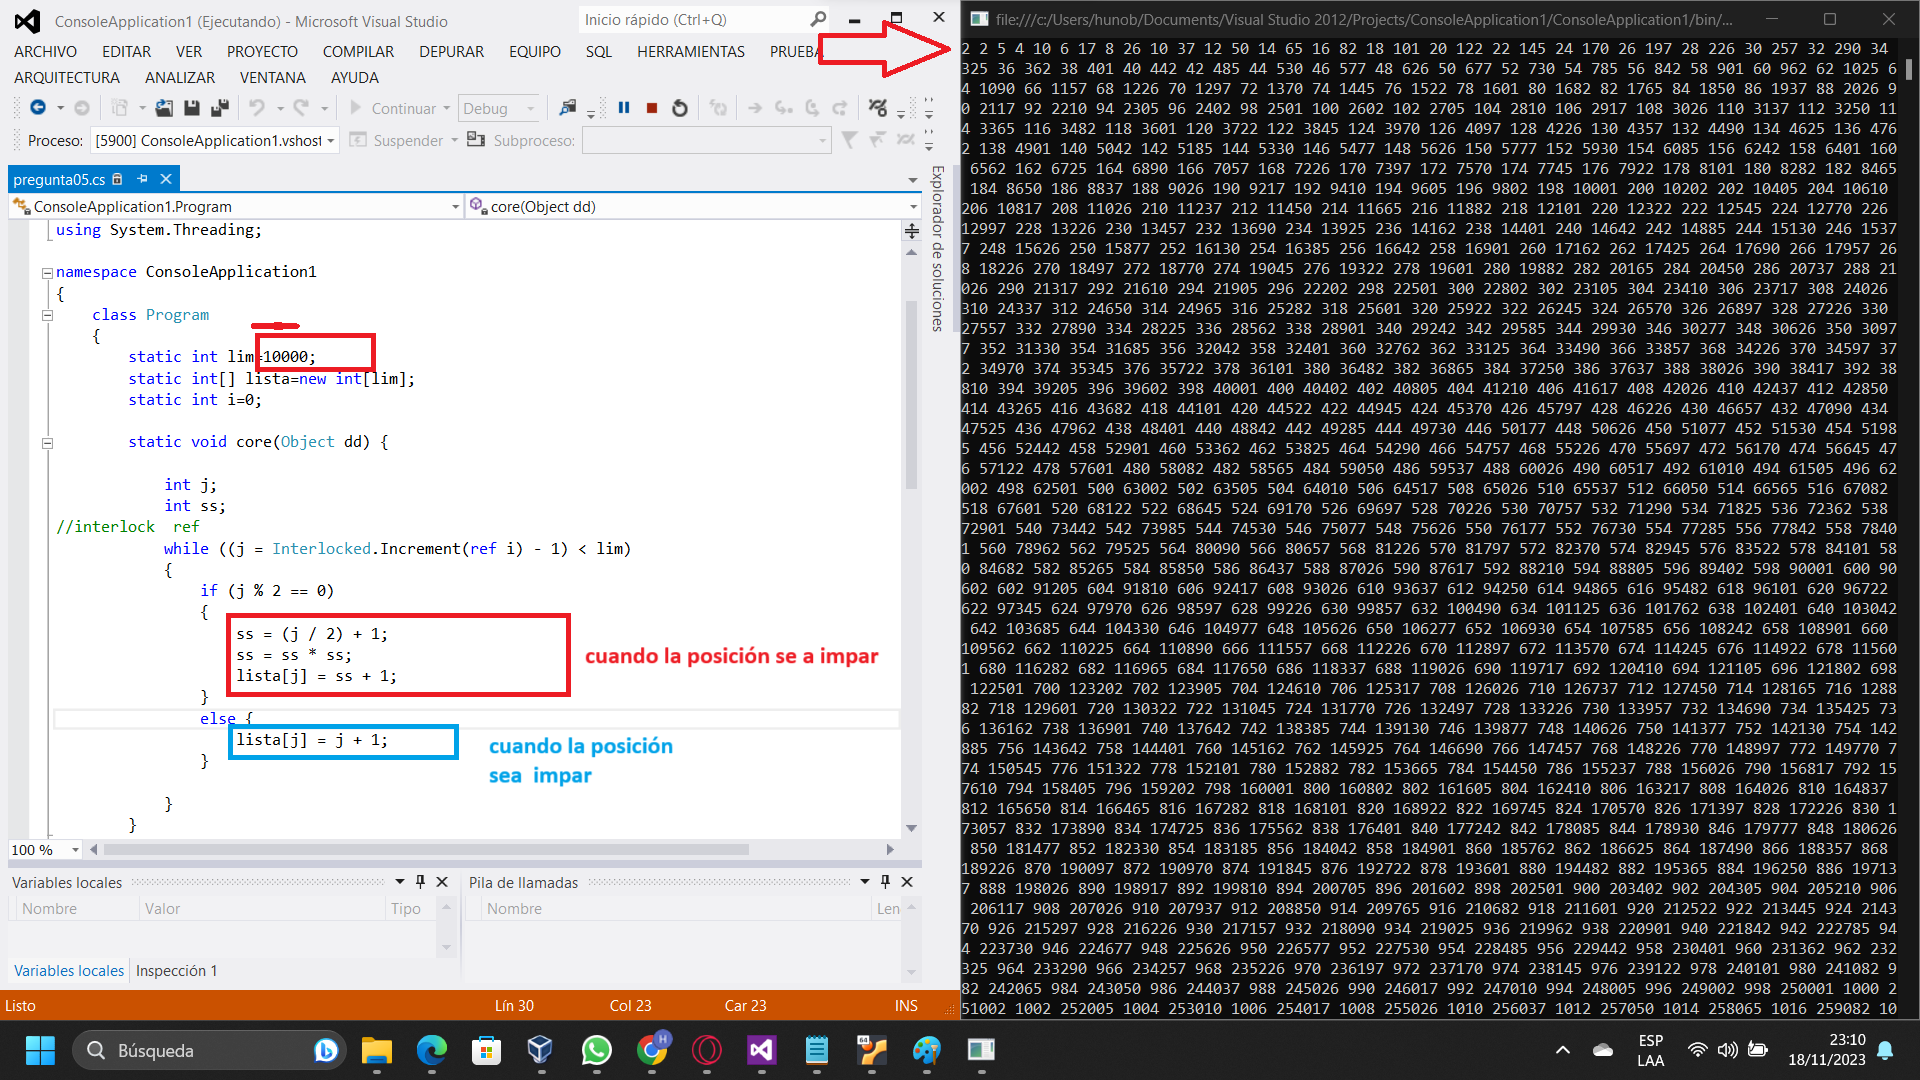 ConsoleApplication1 (Ejecutando) - Microsoft Visual Studio
Inicio rápido (Ctrl+Q)
ARCHIVO EDITAR VER PROYECTO COMPILAR DEPURAR EQUIPO SQL HERRAMIENTAS PRUEBA
ARQUITECTURA ANALIZAR VENTANA AYUDA
Continuar Debug
Proceso: [5900] ConsoleApplication1.vshost Suspender Subproceso:
pregunta05.cs
ConsoleApplication1.Program core(Object dd)
Explorador de soluciones
using System.Threading;
namespace ConsoleApplication1
{
class Program
{
static int lim=10000;
static int[] lista=new int[lim];
static int i=0;
static void core(Object dd) {
int j;
int ss;
//interlock  ref
while ((j = Interlocked.Increment(ref i) - 1) < lim)
{
if (j % 2 == 0)
{
ss = (j / 2) + 1;
ss = ss * ss;
lista[j] = ss + 1;
}
cuando la posición se a impar
else {
lista[j] = j + 1;
}
cuando la posición
sea impar
}
}
100 %
Variables locales
Nombre Valor Tipo
Variables locales Inspección 1
Pila de llamadas
Nombre Len
Listo Lín 30 Col 23 Car 23 INS
file:///c:/Users/hunob/Documents/Visual Studio 2012/Projects/ConsoleApplication1/ConsoleApplication1/bin/...
2 2 5 4 10 6 17 8 26 10 37 12 50 14 65 16 82 18 101 20 122 22 145 24 170 26 197 28 226 30 257 32 290 34
325 36 362 38 401 40 442 42 485 44 530 46 577 48 626 50 677 52 730 54 785 56 842 58 901 60 962 62 1025 6
4 1090 66 1157 68 1226 70 1297 72 1370 74 1445 76 1522 78 1601 80 1682 82 1765 84 1850 86 1937 88 2026 9
0 2117 92 2210 94 2305 96 2402 98 2501 100 2602 102 2705 104 2810 106 2917 108 3026 110 3137 112 3250 11
4 3365 116 3482 118 3601 120 3722 122 3845 124 3970 126 4097 128 4226 130 4357 132 4490 134 4625 136 476
2 138 4901 140 5042 142 5185 144 5330 146 5477 148 5626 150 5777 152 5930 154 6085 156 6242 158 6401 160
6562 162 6725 164 6890 166 7057 168 7226 170 7397 172 7570 174 7745 176 7922 178 8101 180 8282 182 8465
184 8650 186 8837 188 9026 190 9217 192 9410 194 9605 196 9802 198 10001 200 10202 202 10405 204 10610
206 10817 208 11026 210 11237 212 11450 214 11665 216 11882 218 12101 220 12322 222 12545 224 12770 226
12997 228 13226 230 13457 232 13690 234 13925 236 14162 238 14401 240 14642 242 14885 244 15130 246 1537
7 248 15626 250 15877 252 16130 254 16385 256 16642 258 16901 260 17162 262 17425 264 17690 266 17957 26
8 18226 270 18497 272 18770 274 19045 276 19322 278 19601 280 19882 282 20165 284 20450 286 20737 288 21
026 290 21317 292 21610 294 21905 296 22202 298 22501 300 22802 302 23105 304 23410 306 23717 308 24026
310 24337 312 24650 314 24965 316 25282 318 25601 320 25922 322 26245 324 26570 326 26897 328 27226 330
27557 332 27890 334 28225 336 28562 338 28901 340 29242 342 29585 344 29930 346 30277 348 30626 350 3097
7 352 31330 354 31685 356 32042 358 32401 360 32762 362 33125 364 33490 366 33857 368 34226 370 34597 37
2 34970 374 35345 376 35722 378 36101 380 36482 382 36865 384 37250 386 37637 388 38026 390 38417 392 38
810 394 39205 396 39602 398 40001 400 40402 402 40805 404 41210 406 41617 408 42026 410 42437 412 42850
414 43265 416 43682 418 44101 420 44522 422 44945 424 45370 426 45797 428 46226 430 46657 432 47090 434
47525 436 47962 438 48401 440 48842 442 49285 444 49730 446 50177 448 50626 450 51077 452 51530 454 5198
5 456 52442 458 52901 460 53362 462 53825 464 54290 466 54757 468 55226 470 55697 472 56170 474 56645 47
6 57122 478 57601 480 58082 482 58565 484 59050 486 59537 488 60026 490 60517 492 61010 494 61505 496 62
002 498 62501 500 63002 502 63505 504 64010 506 64517 508 65026 510 65537 512 66050 514 66565 516 67082
518 67601 520 68122 522 68645 524 69170 526 69697 528 70226 530 70757 532 71290 534 71825 536 72362 538
72901 540 73442 542 73985 544 74530 546 75077 548 75626 550 76177 552 76730 554 77285 556 77842 558 7840
1 560 78962 562 79525 564 80090 566 80657 568 81226 570 81797 572 82370 574 82945 576 83522 578 84101 58
0 84682 582 85265 584 85850 586 86437 588 87026 590 87617 592 88210 594 88805 596 89402 598 90001 600 90
602 602 91205 604 91810 606 92417 608 93026 610 93637 612 94250 614 94865 616 95482 618 96101 620 96722
622 97345 624 97970 626 98597 628 99226 630 99857 632 100490 634 101125 636 101762 638 102401 640 103042
642 103685 644 104330 646 104977 648 105626 650 106277 652 106930 654 107585 656 108242 658 108901 660
109562 662 110225 664 110890 666 111557 668 112226 670 112897 672 113570 674 114245 676 114922 678 11560
1 680 116282 682 116965 684 117650 686 118337 688 119026 690 119717 692 120410 694 121105 696 121802 698
122501 700 123202 702 123905 704 124610 706 125317 708 126026 710 126737 712 127450 714 128165 716 1288
82 718 129601 720 130322 722 131045 724 131770 726 132497 728 133226 730 133957 732 134690 734 135425 73
6 136162 738 136901 740 137642 742 138385 744 139130 746 139877 748 140626 750 141377 752 142130 754 142
885 756 143642 758 144401 760 145162 762 145925 764 146690 766 147457 768 148226 770 148997 772 149770 7
74 150545 776 151322 778 152101 780 152882 782 153665 784 154450 786 155237 788 156026 790 156817 792 15
7610 794 158405 796 159202 798 160001 800 160802 802 161605 804 162410 806 163217 808 164026 810 164837
812 165650 814 166465 816 167282 818 168101 820 168922 822 169745 824 170570 826 171397 828 172226 830 1
73057 832 173890 834 174725 836 175562 838 176401 840 177242 842 178085 844 178930 846 179777 848 180626
850 181477 852 182330 854 183185 856 184042 858 184901 860 185762 862 186625 864 187490 866 188357 868
189226 870 190097 872 190970 874 191845 876 192722 878 193601 880 194482 882 195365 884 196250 886 19713
7 888 198026 890 198917 892 199810 894 200705 896 201602 898 202501 900 203402 902 204305 904 205210 906
206117 908 207026 910 207937 912 208850 914 209765 916 210682 918 211601 920 212522 922 213445 924 2143
70 926 215297 928 216226 930 217157 932 218090 934 219025 936 219962 938 220901 940 221842 942 222785 94
4 223730 946 224677 948 225626 950 226577 952 227530 954 228485 956 229442 958 230401 960 231362 962 232
325 964 233290 966 234257 968 235226 970 236197 972 237170 974 238145 976 239122 978 240101 980 241082 9
82 242065 984 243050 986 244037 988 245026 990 246017 992 247010 994 248005 996 249002 998 250001 1000 2
51002 1002 252005 1004 253010 1006 254017 1008 255026 1010 256037 1012 257050 1014 258065 1016 259082 10
Búsqueda
H
64
ESP
LAA
23:10
18/11/2023